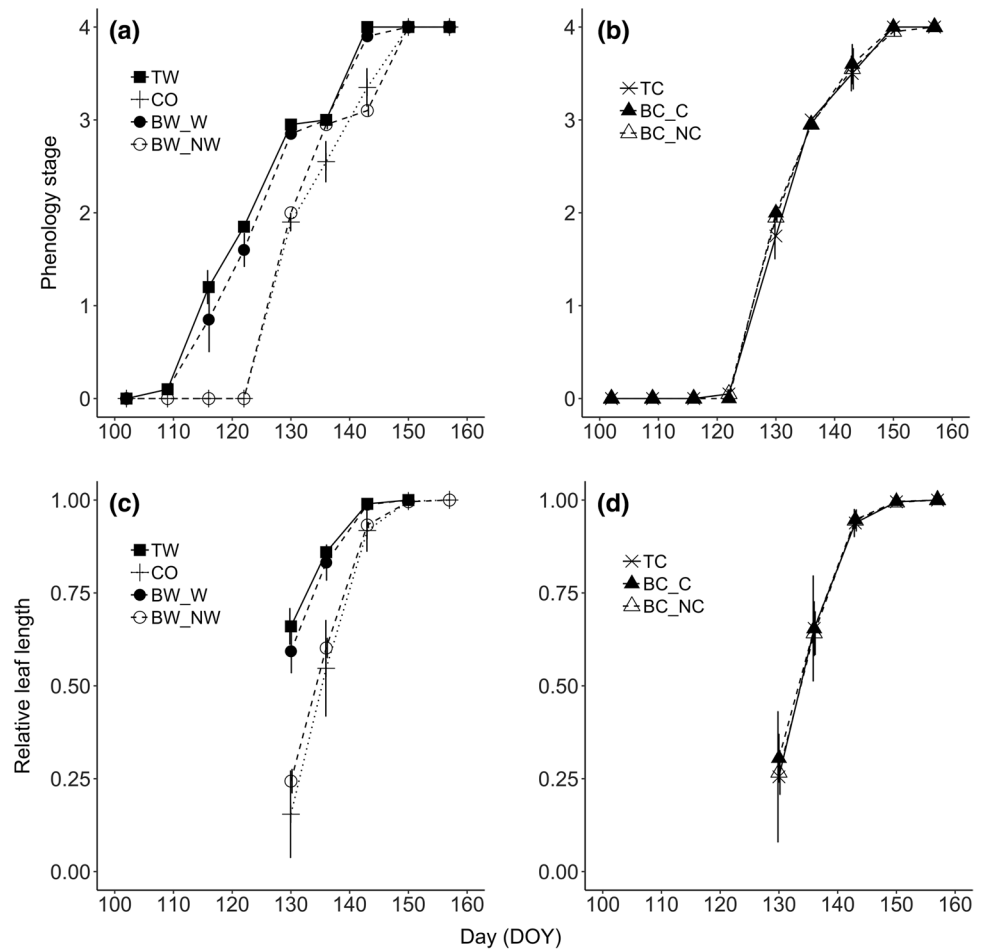 (a)
4
3
2
1
0
Phenology stage
TW
CO
BW_W
BW_NW
100 110 120 130 140 150 160
(b)
4
3
2
1
0
TC
BC_C
BC_NC
100 110 120 130 140 150 160
(c)
1.00
0.75
0.50
0.25
0.00
Relative leaf length
TW
CO
BW_W
BW_NW
100 110 120 130 140 150 160
(d)
1.00
0.75
0.50
0.25
0.00
TC
BC_C
BC_NC
100 110 120 130 140 150 160
Day (DOY)